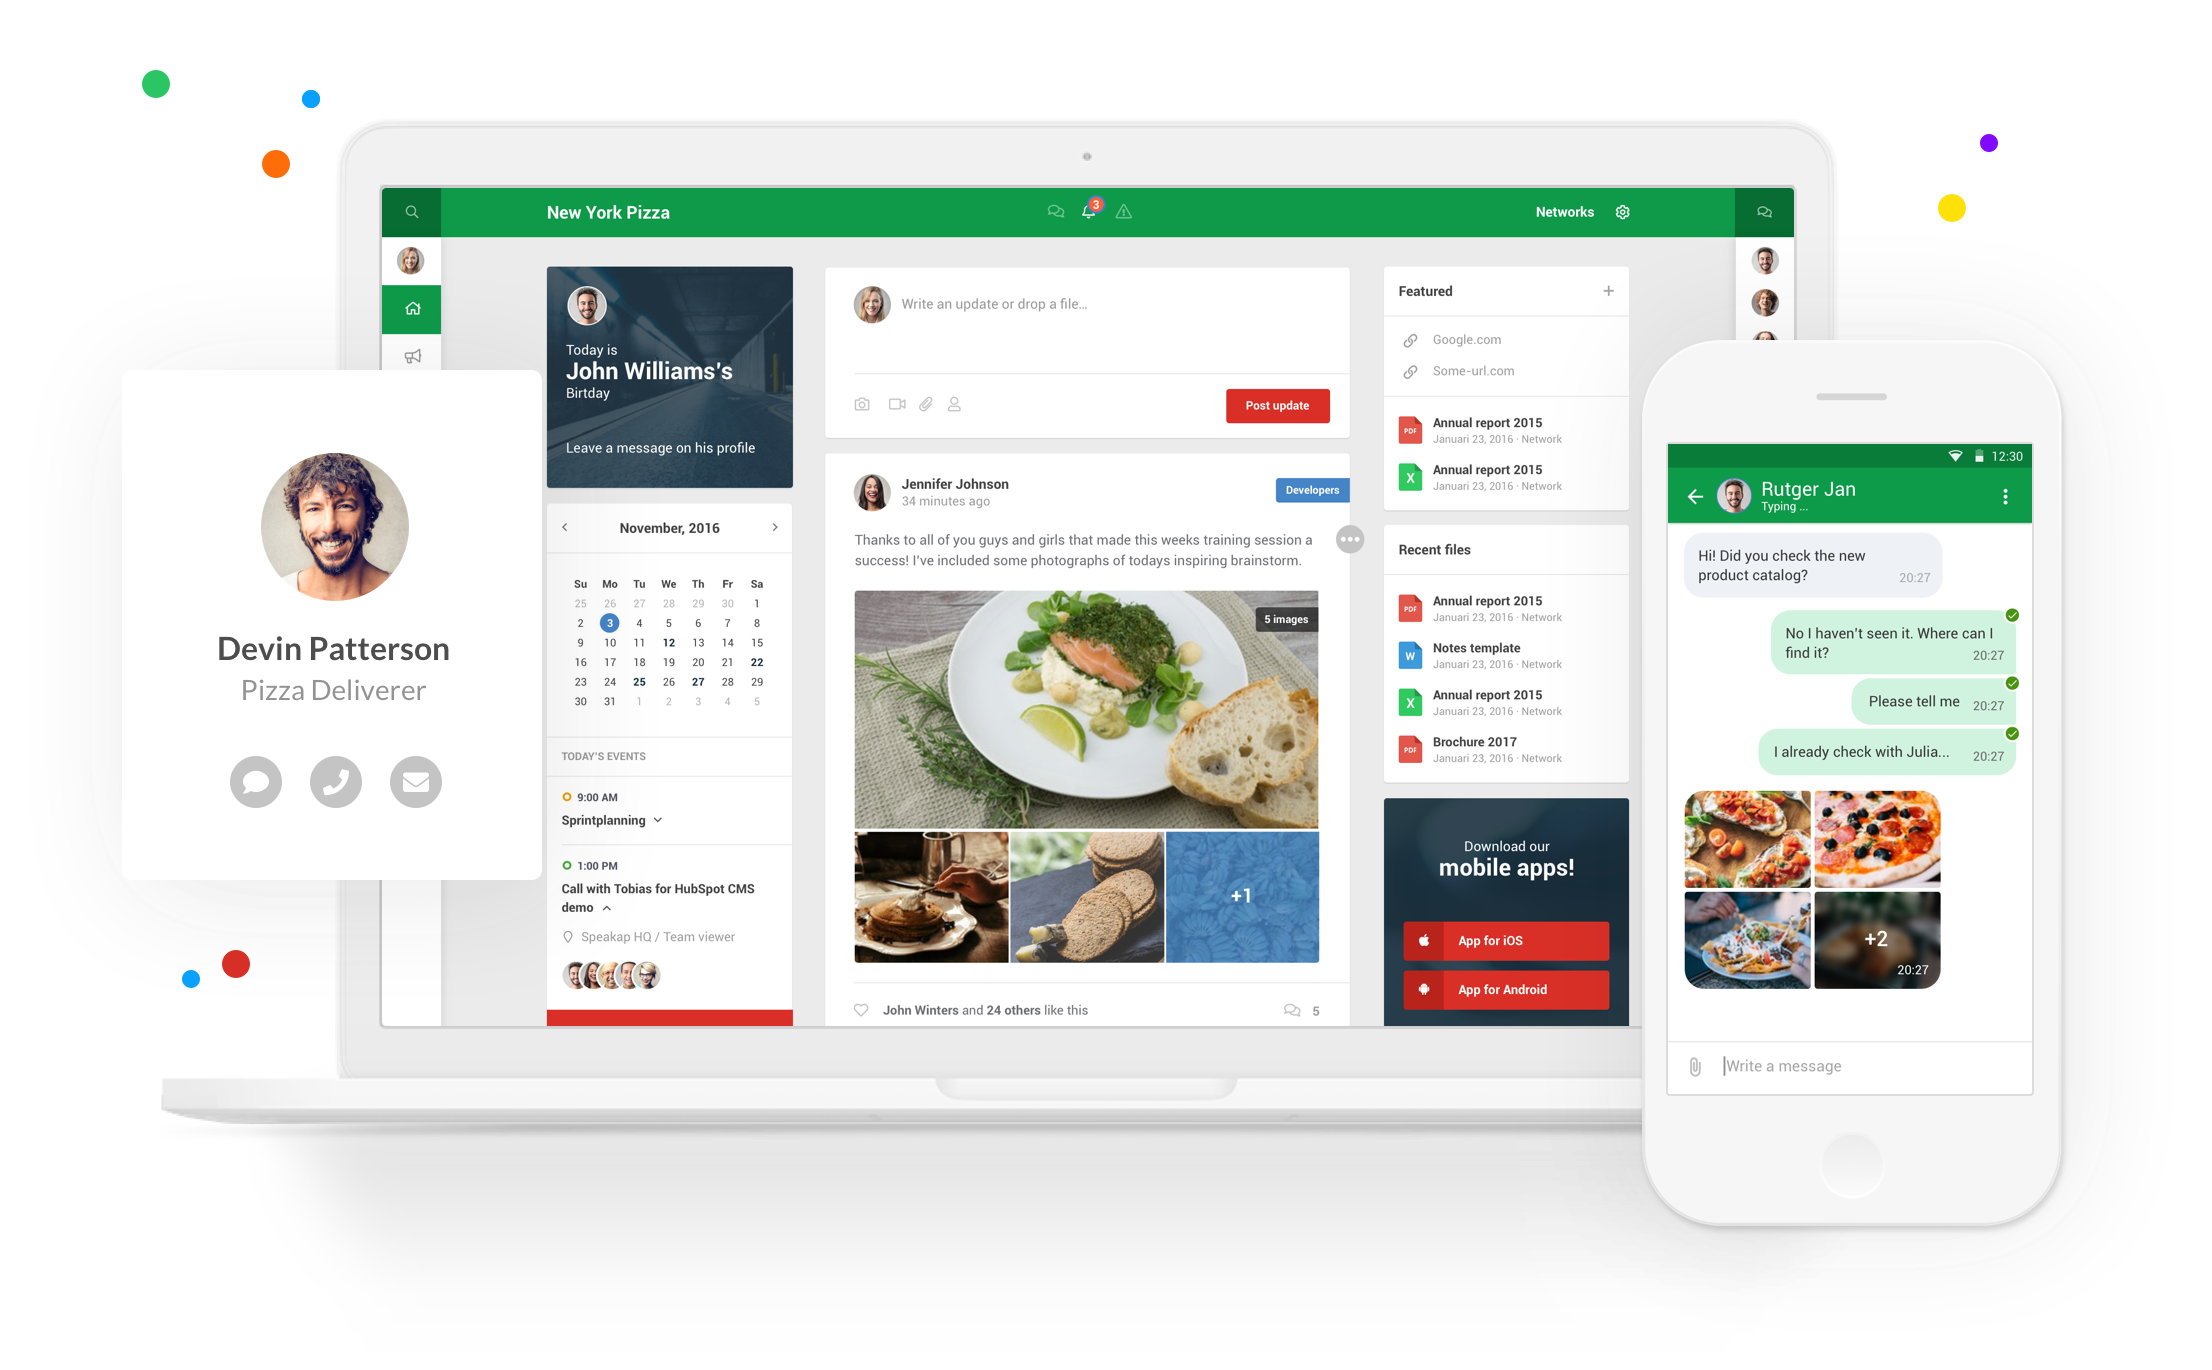 New York Pizza
3
Networks
Today is
John Williams's
Birtday
Leave a message on his profile
November, 2016
Su Mo Tu We Th Fr Sa
25 26 27 28 29 30 1
2 3 4 5 6 7 8
9 10 11 12 13 14 15
16 17 18 19 20 21 22
23 24 25 26 27 28 29
30 31 1 2 3 4 5
TODAY'S EVENTS
9:00 AM
Sprintplanning
1:00 PM
Call with Tobias for HubSpot CMS
demo
Speakap HQ / Team viewer
Write an update or drop a file...
Post update
Jennifer Johnson
34 minutes ago
Developers
Thanks to all of you guys and girls that made this weeks training session a
success! I've included some photographs of todays inspiring brainstorm.
5 images
+1
John Winters and 24 others like this
5
Featured
Google.com
Some-url.com
PDF
Annual report 2015
Januari 23, 2016 · Network
X
Annual report 2015
Januari 23, 2016 · Network
Recent files
PDF
Annual report 2015
Januari 23, 2016 · Network
W
Notes template
Januari 23, 2016 · Network
X
Annual report 2015
Januari 23, 2016 · Network
PDF
Brochure 2017
Januari 23, 2016 · Network
Download our
mobile apps!
App for iOS
App for Android
Devin Patterson
Pizza Deliverer
12:30
Rutger Jan
Typing ...
Hi! Did you check the new
product catalog?
20:27
No I haven't seen it. Where can I
find it?
20:27
Please tell me
20:27
I already check with Julia...
20:27
+2
20:27
Write a message